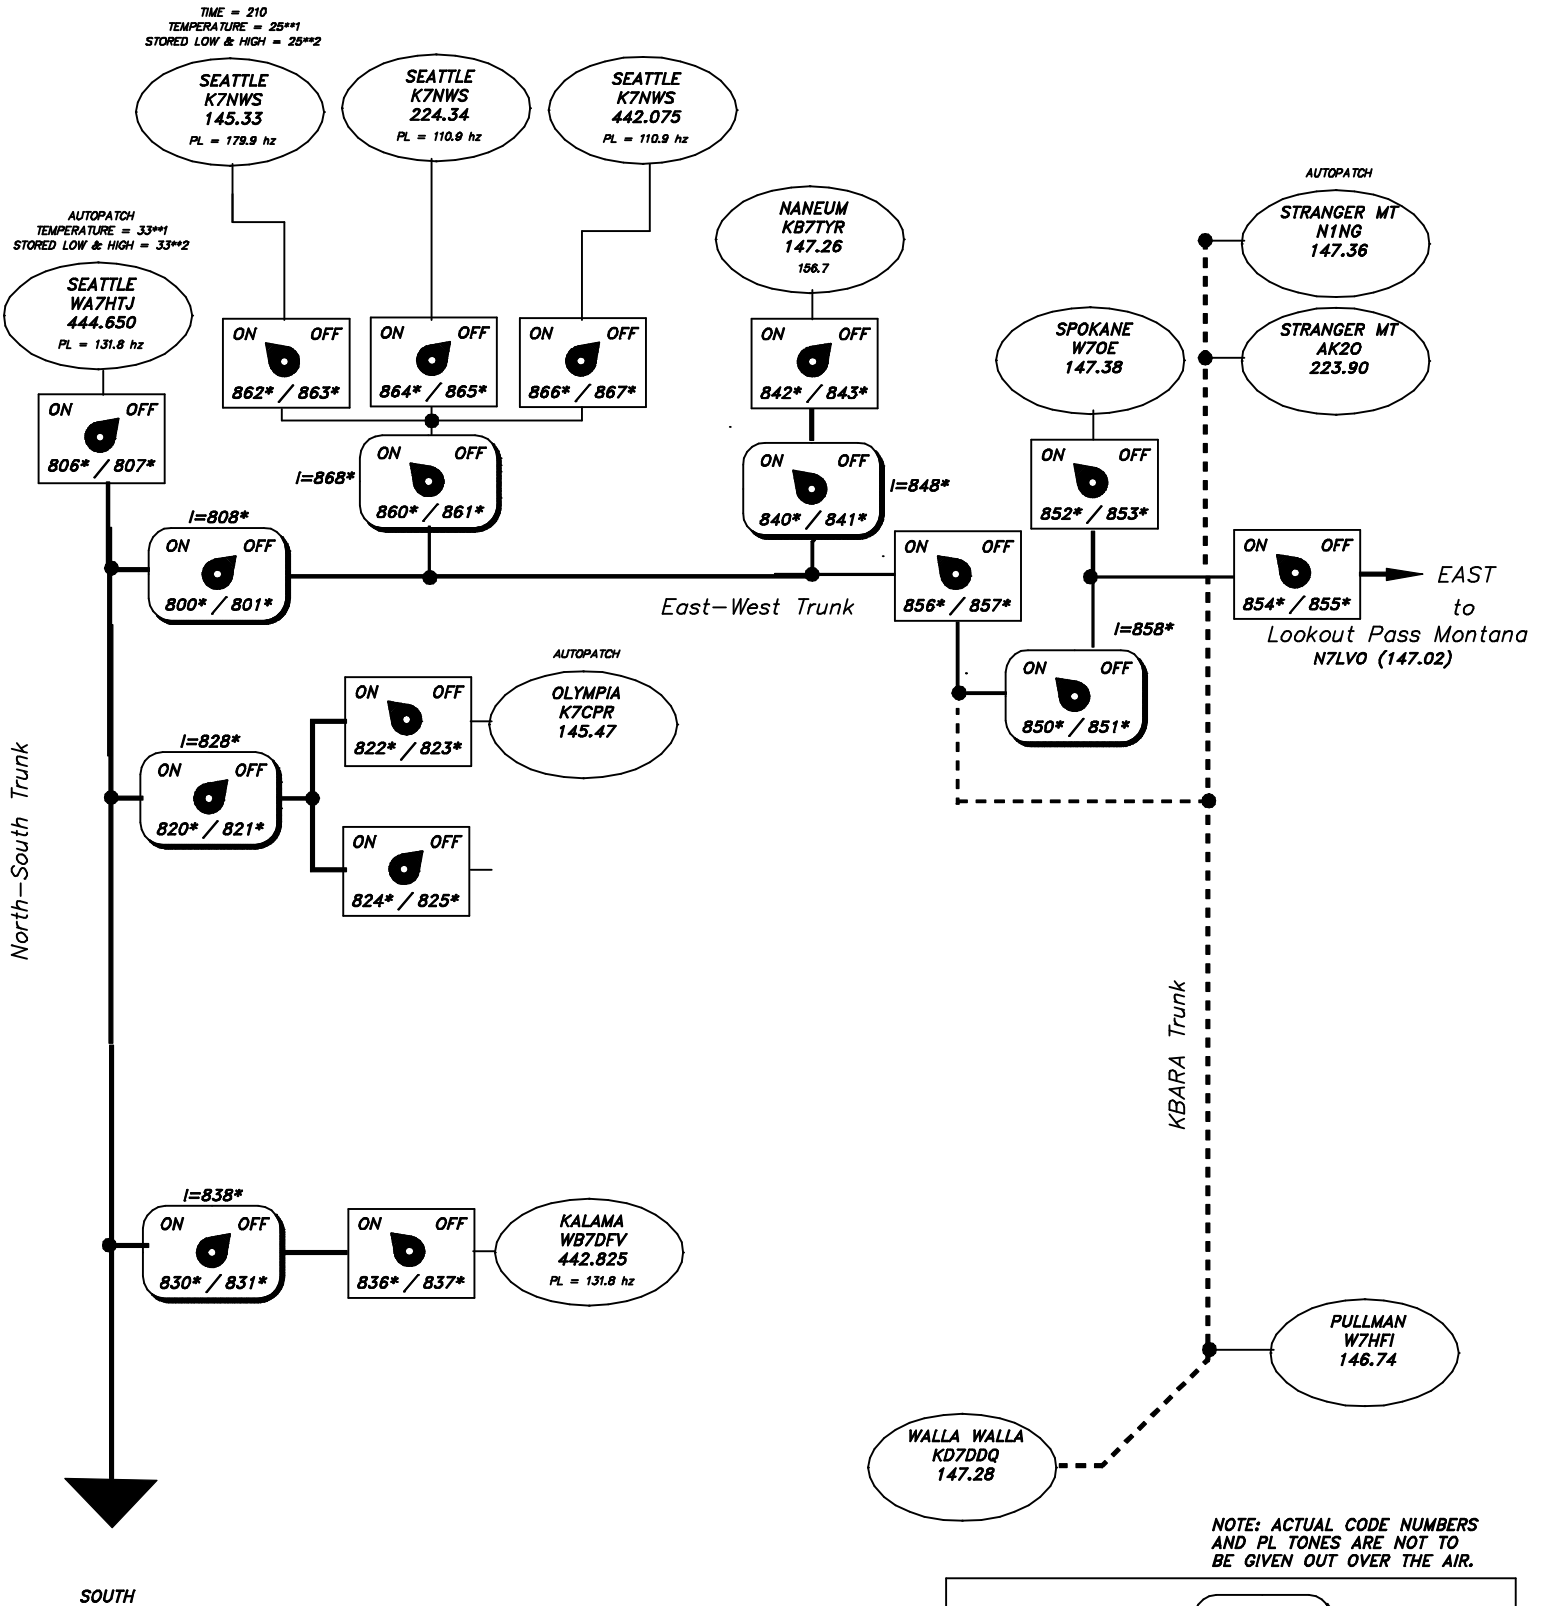 TIME = 210
TEMPERATURE = 25**1
STORED LOW & HIGH = 25**2
SEATTLE
K7NWS
145.33
PL = 179.9 hz
SEATTLE
K7NWS
224.34
PL = 110.9 hz
SEATTLE
K7NWS
442.075
PL = 110.9 hz
AUTOPATCH
TEMPERATURE = 33**1
STORED LOW & HIGH = 33**2
SEATTLE
WA7HTJ
444.650
PL = 131.8 hz
NANEUM
KB7TYR
147.26
156.7
AUTOPATCH
STRANGER MT
N1NG
147.36
STRANGER MT
AK2O
223.90
SPOKANE
W7OE
147.38
ON OFF
862* / 863*
ON OFF
864* / 865*
ON OFF
866* / 867*
ON OFF
842* / 843*
ON OFF
806* / 807*
I=868*
ON OFF
860* / 861*
ON OFF
840* / 841*
I=848*
ON OFF
852* / 853*
I=808*
ON OFF
800* / 801*
East-West Trunk
ON OFF
856* / 857*
ON OFF
854* / 855*
EAST
to
Lookout Pass Montana
N7LVO (147.02)
I=858*
ON OFF
850* / 851*
AUTOPATCH
OLYMPIA
K7CPR
145.47
ON OFF
822* / 823*
I=828*
ON OFF
820* / 821*
ON OFF
824* / 825*
North-South Trunk
KBARA Trunk
I=838*
ON OFF
830* / 831*
ON OFF
836* / 837*
KALAMA
WB7DFV
442.825
PL = 131.8 hz
PULLMAN
W7HFI
146.74
WALLA WALLA
KD7DDQ
147.28
NOTE: ACTUAL CODE NUMBERS
AND PL TONES ARE NOT TO
BE GIVEN OUT OVER THE AIR.
SOUTH